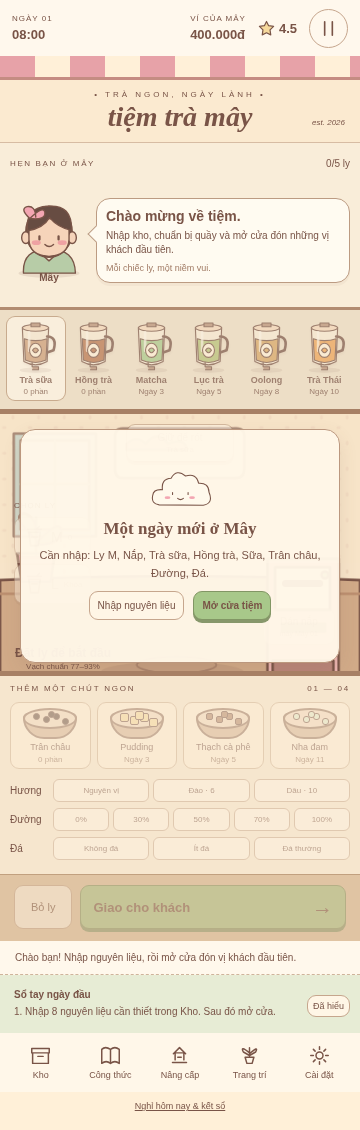 NGÀY 01
08:00
VÍ CỦA MÂY
400.000đ
4.5
• TRÀ NGON, NGÀY LÀNH •
tiệm trà mây
est. 2026
HẸN BẠN Ở MÂY
0/5 ly
Chào mừng về tiệm.
Nhập kho, chuẩn bị quầy và mở cửa đón những vị khách đầu tiên.
Mỗi chiếc ly, một niềm vui.
Mây
Trà sữa
0 phần
Hồng trà
0 phần
Matcha
Ngày 3
Lục trà
Ngày 5
Oolong
Ngày 8
Trà Thái
Ngày 10
Một ngày mới ở Mây
Cần nhập: Ly M, Nắp, Trà sữa, Hồng trà, Sữa, Trân châu,
Đường, Đá.
Nhập nguyên liệu
Mở cửa tiệm
Vạch chuẩn 77–93%
THÊM MỘT CHÚT NGON
01 — 04
Trân châu
0 phần
Pudding
Ngày 3
Thạch cà phê
Ngày 5
Nha đam
Ngày 11
Hương
Nguyên vị
Đào · 6
Dâu · 10
Đường
0%
30%
50%
70%
100%
Đá
Không đá
Ít đá
Đá thường
Bỏ ly
Giao cho khách →
Chào bạn! Nhập nguyên liệu, rồi mở cửa đón vị khách đầu tiên.
Sổ tay ngày đầu
1. Nhập 8 nguyên liệu cần thiết trong Kho. Sau đó mở cửa.
Đã hiểu
Kho
Công thức
Nâng cấp
Trang trí
Cài đặt
Nghỉ hôm nay & kết sổ